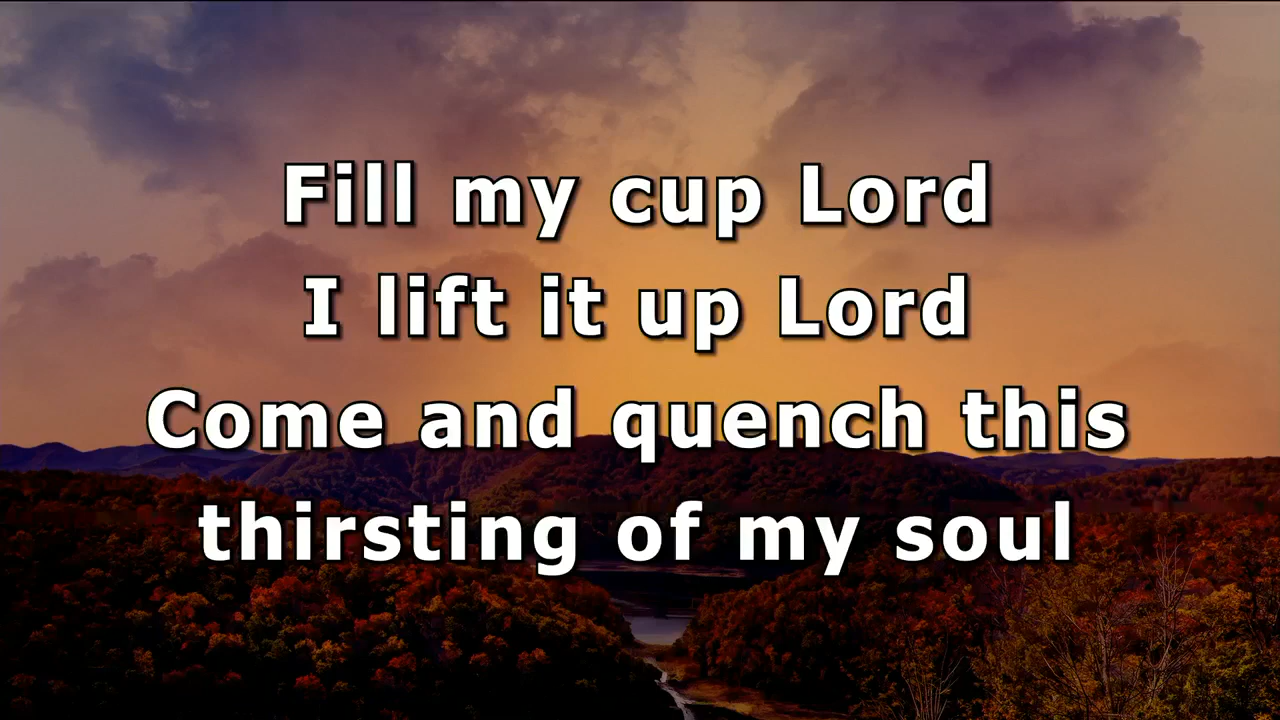 Fill my cup Lord
I lift it up Lord
Come and quench this
thirsting of my soul